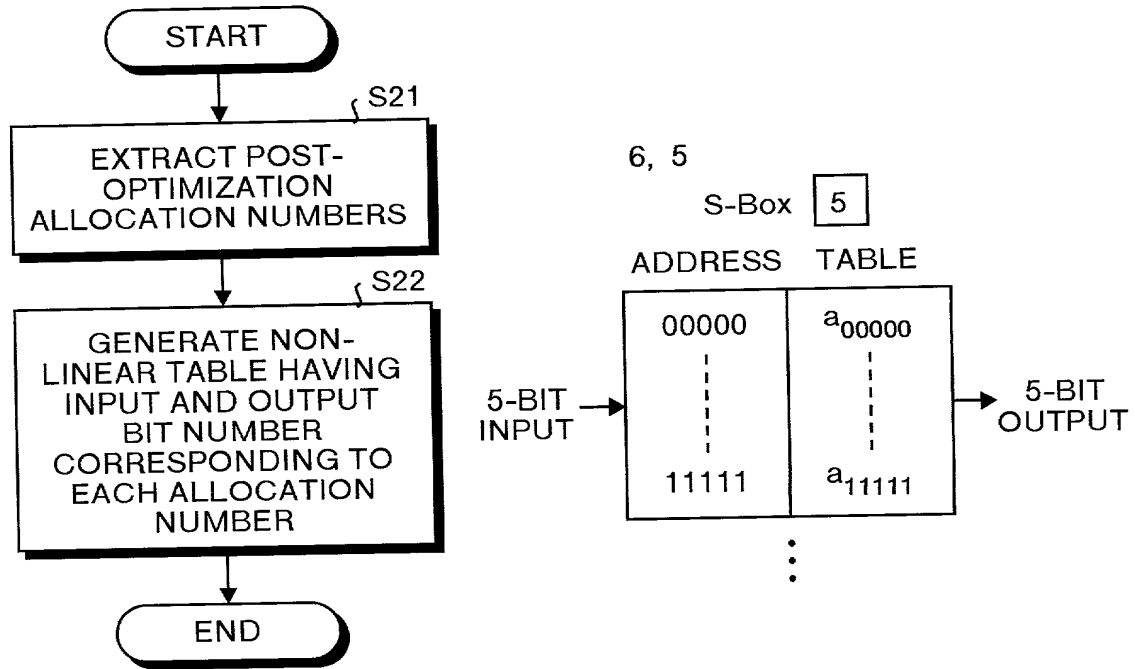 START
S21
EXTRACT POST-
OPTIMIZATION
ALLOCATION NUMBERS
S22
GENERATE NON-
LINEAR TABLE HAVING
INPUT AND OUTPUT
BIT NUMBER
CORRESPONDING TO
EACH ALLOCATION
NUMBER
END
6, 5
S-Box 5
ADDRESS TABLE
00000 a00000
5-BIT
INPUT
11111 a11111
5-BIT
OUTPUT